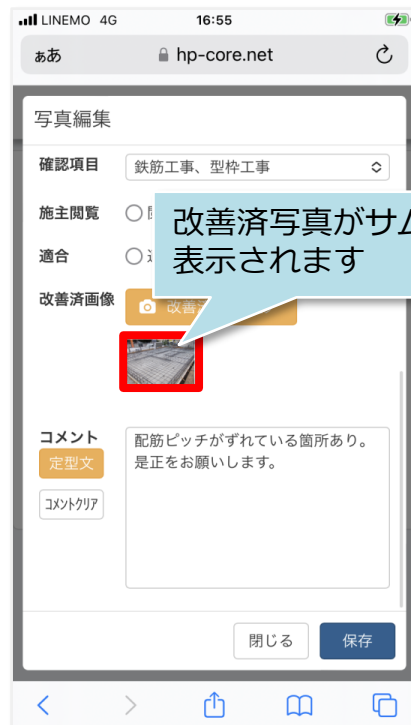 LINEMO 4G 16:55
ぁあ hp-core.net
写真編集
確認項目 鉄筋工事、型枠工事
施主閲覧
改善済写真がサム
適合
表示されます
改善済画像 改善
コメント
定型文
コメントクリア
配筋ピッチがずれている箇所あり。
是正をお願いします。
閉じる 保存